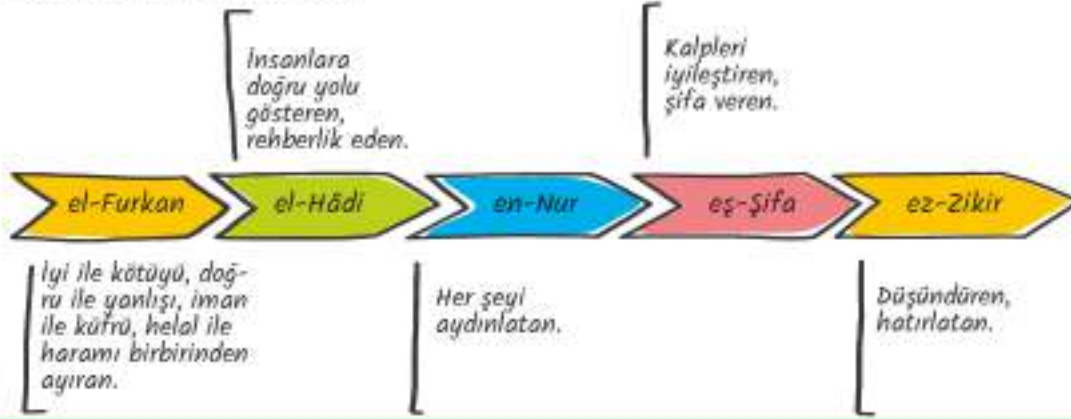 İnsanlara
doğru yolu
gösteren,
rehberlik eden.
Kalpleri
iyileştiren,
şifa veren.
el-Furkan
el-Hâdi
en-Nur
eş-Şifa
ez-Zikir
İyi ile kötüyü, doğ-
ru ile yanlışı, iman
ile küfrü, helal ile
haramı birbirinden
ayıran.
Her şeyi
aydınlatan.
Düşündüren,
hatırlatan.